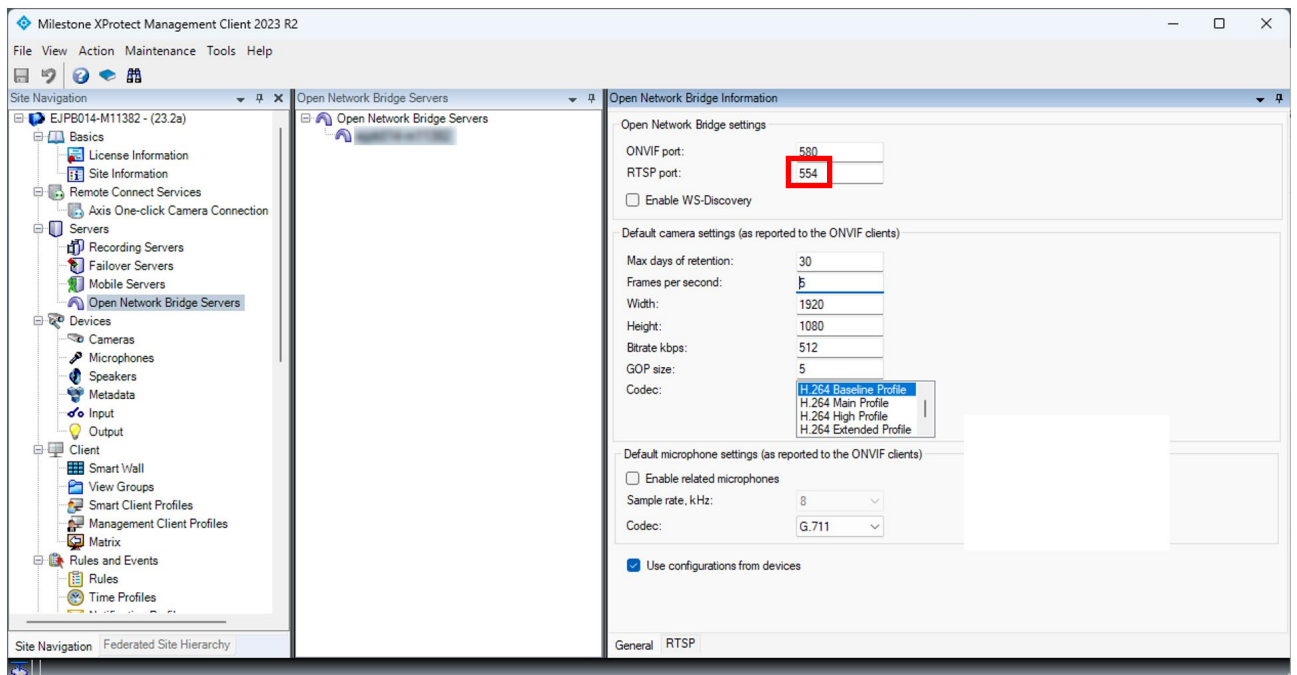 Milestone XProtect Management Client 2023 R2
File View Action Maintenance Tools Help
Site Navigation
EJPB014-M11382 - (23.2a)
Basics
License Information
Site Information
Remote Connect Services
Axis One-click Camera Connection
Servers
Recording Servers
Failover Servers
Mobile Servers
Open Network Bridge Servers
Devices
Cameras
Microphones
Speakers
Metadata
Input
Output
Client
Smart Wall
View Groups
Smart Client Profiles
Management Client Profiles
Matrix
Rules and Events
Rules
Time Profiles
Site Navigation Federated Site Hierarchy
Open Network Bridge Servers
Open Network Bridge Servers
Open Network Bridge Information
Open Network Bridge settings
ONVIF port: 580
RTSP port: 554
Enable WS-Discovery
Default camera settings (as reported to the ONVIF clients)
Max days of retention: 30
Frames per second: 5
Width: 1920
Height: 1080
Bitrate kbps: 512
GOP size: 5
Codec: H.264 Baseline Profile
H.264 Main Profile
H.264 High Profile
H.264 Extended Profile
Default microphone settings (as reported to the ONVIF clients)
Enable related microphones
Sample rate, kHz: 8
Codec: G.711
Use configurations from devices
General RTSP